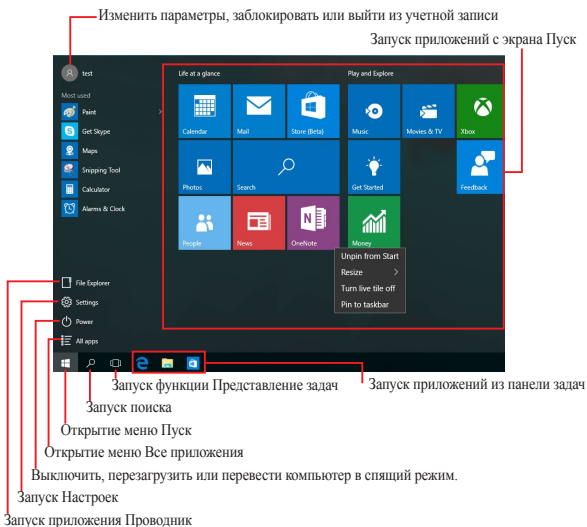 Изменить параметры, заблокировать или выйти из учетной записи
Запуск приложений с экрана Пуск
test
Life at a glance
Play and Explore
Most used
Paint
Get Skype
Maps
Snipping Tool
Calculator
Alarms & Clock
Calendar
Mail
Store (Beta)
Music
Movies & TV
Xbox
Photos
Search
Get Started
Feedback
People
News
OneNote
Money
Unpin from Start
Resize
Turn live tile off
Pin to taskbar
File Explorer
Settings
Power
All apps
Запуск функции Представление задач
Запуск приложений из панели задач
Запуск поиска
Открытие меню Пуск
Открытие меню Все приложения
Выключить, перезагрузить или перевести компьютер в спящий режим.
Запуск Настроек
Запуск приложения Проводник